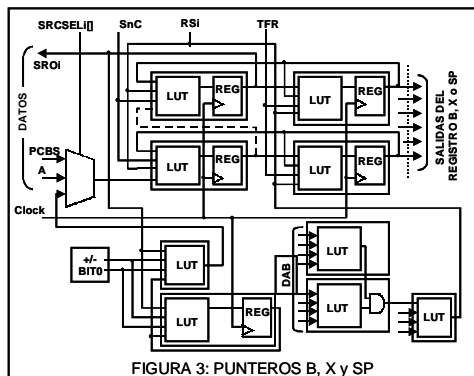 SRCSELi[] SnC RSi TFR
SROi
DATOS
PCBS
A
Clock
LUT REG
LUT REG
LUT REG
LUT REG
SALIDAS DEL
REGISTRO B, X o SP
+/-
BIT0
LUT
LUT REG
DAB
LUT
LUT
LUT
FIGURA 3: PUNTEROS B, X y SP